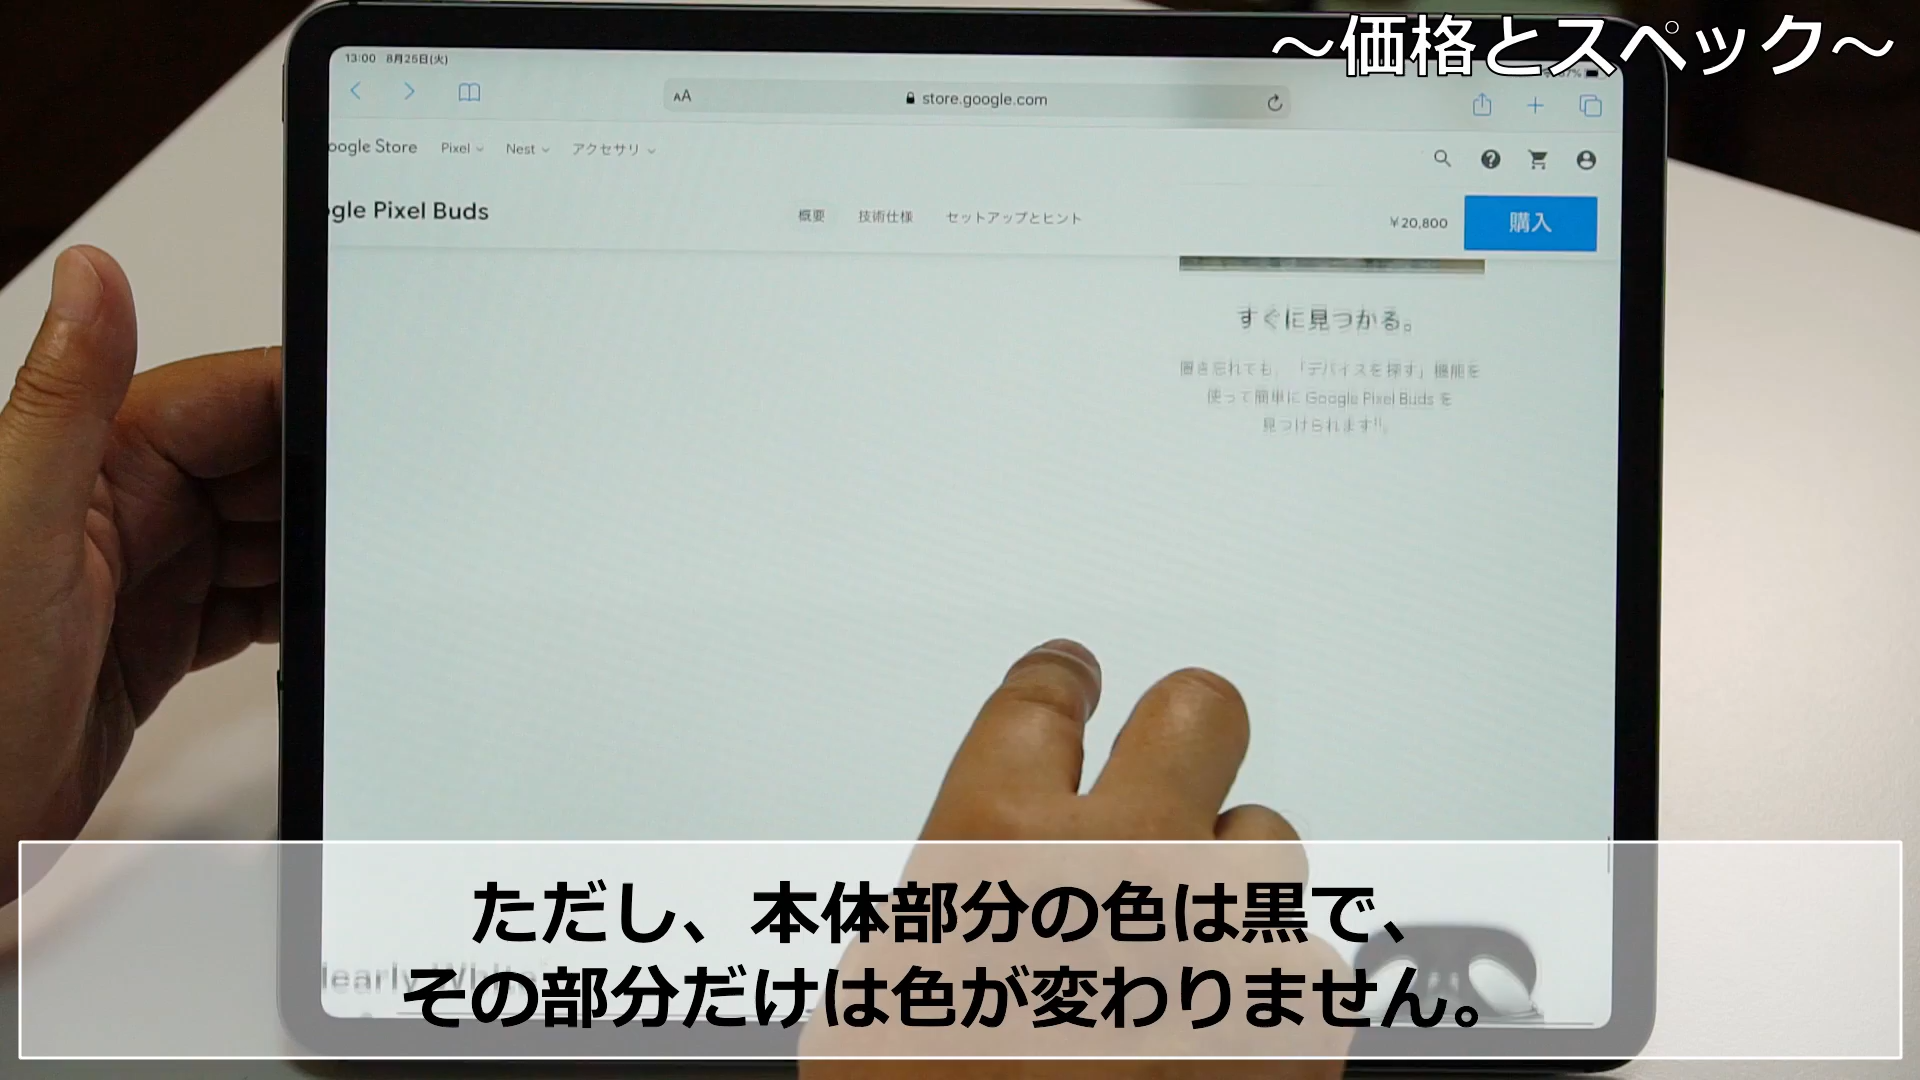 〜価格とスペック〜
13:00 8月25日(火)
AA store.google.com
oogle Store Pixel Nest アクセサリ
gle Pixel Buds 概要 技術仕様 セットアップとヒント ¥20,800 購入
すぐに見つかる。
置き忘れても、「デバイスを探す」機能を
使って簡単に Google Pixel Buds を
見つけられます
ただし、本体部分の色は黒で、
その部分だけは色が変わりません。